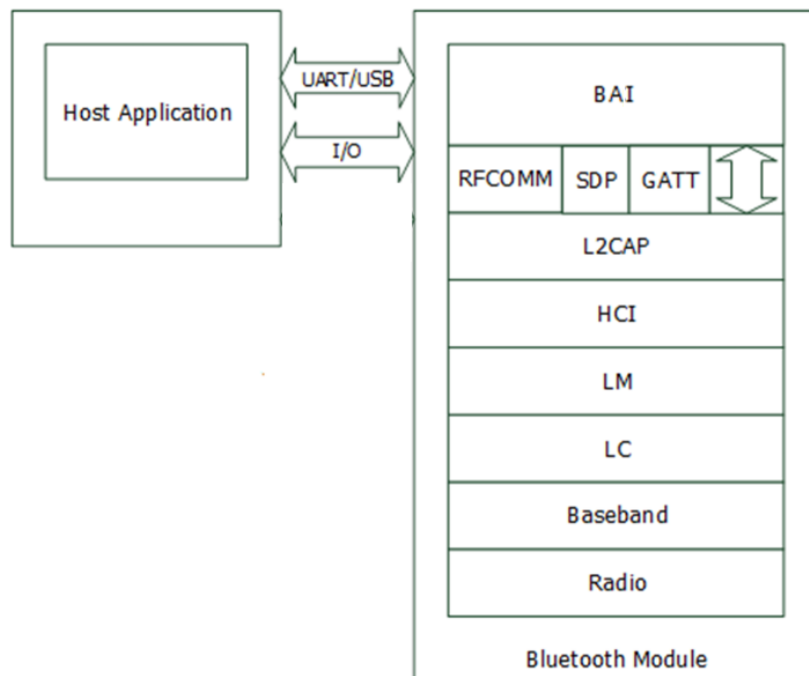 Host Application
UART/USB
I/O
BAI
RFCOMM SDP GATT
L2CAP
HCI
LM
LC
Baseband
Radio
Bluetooth Module